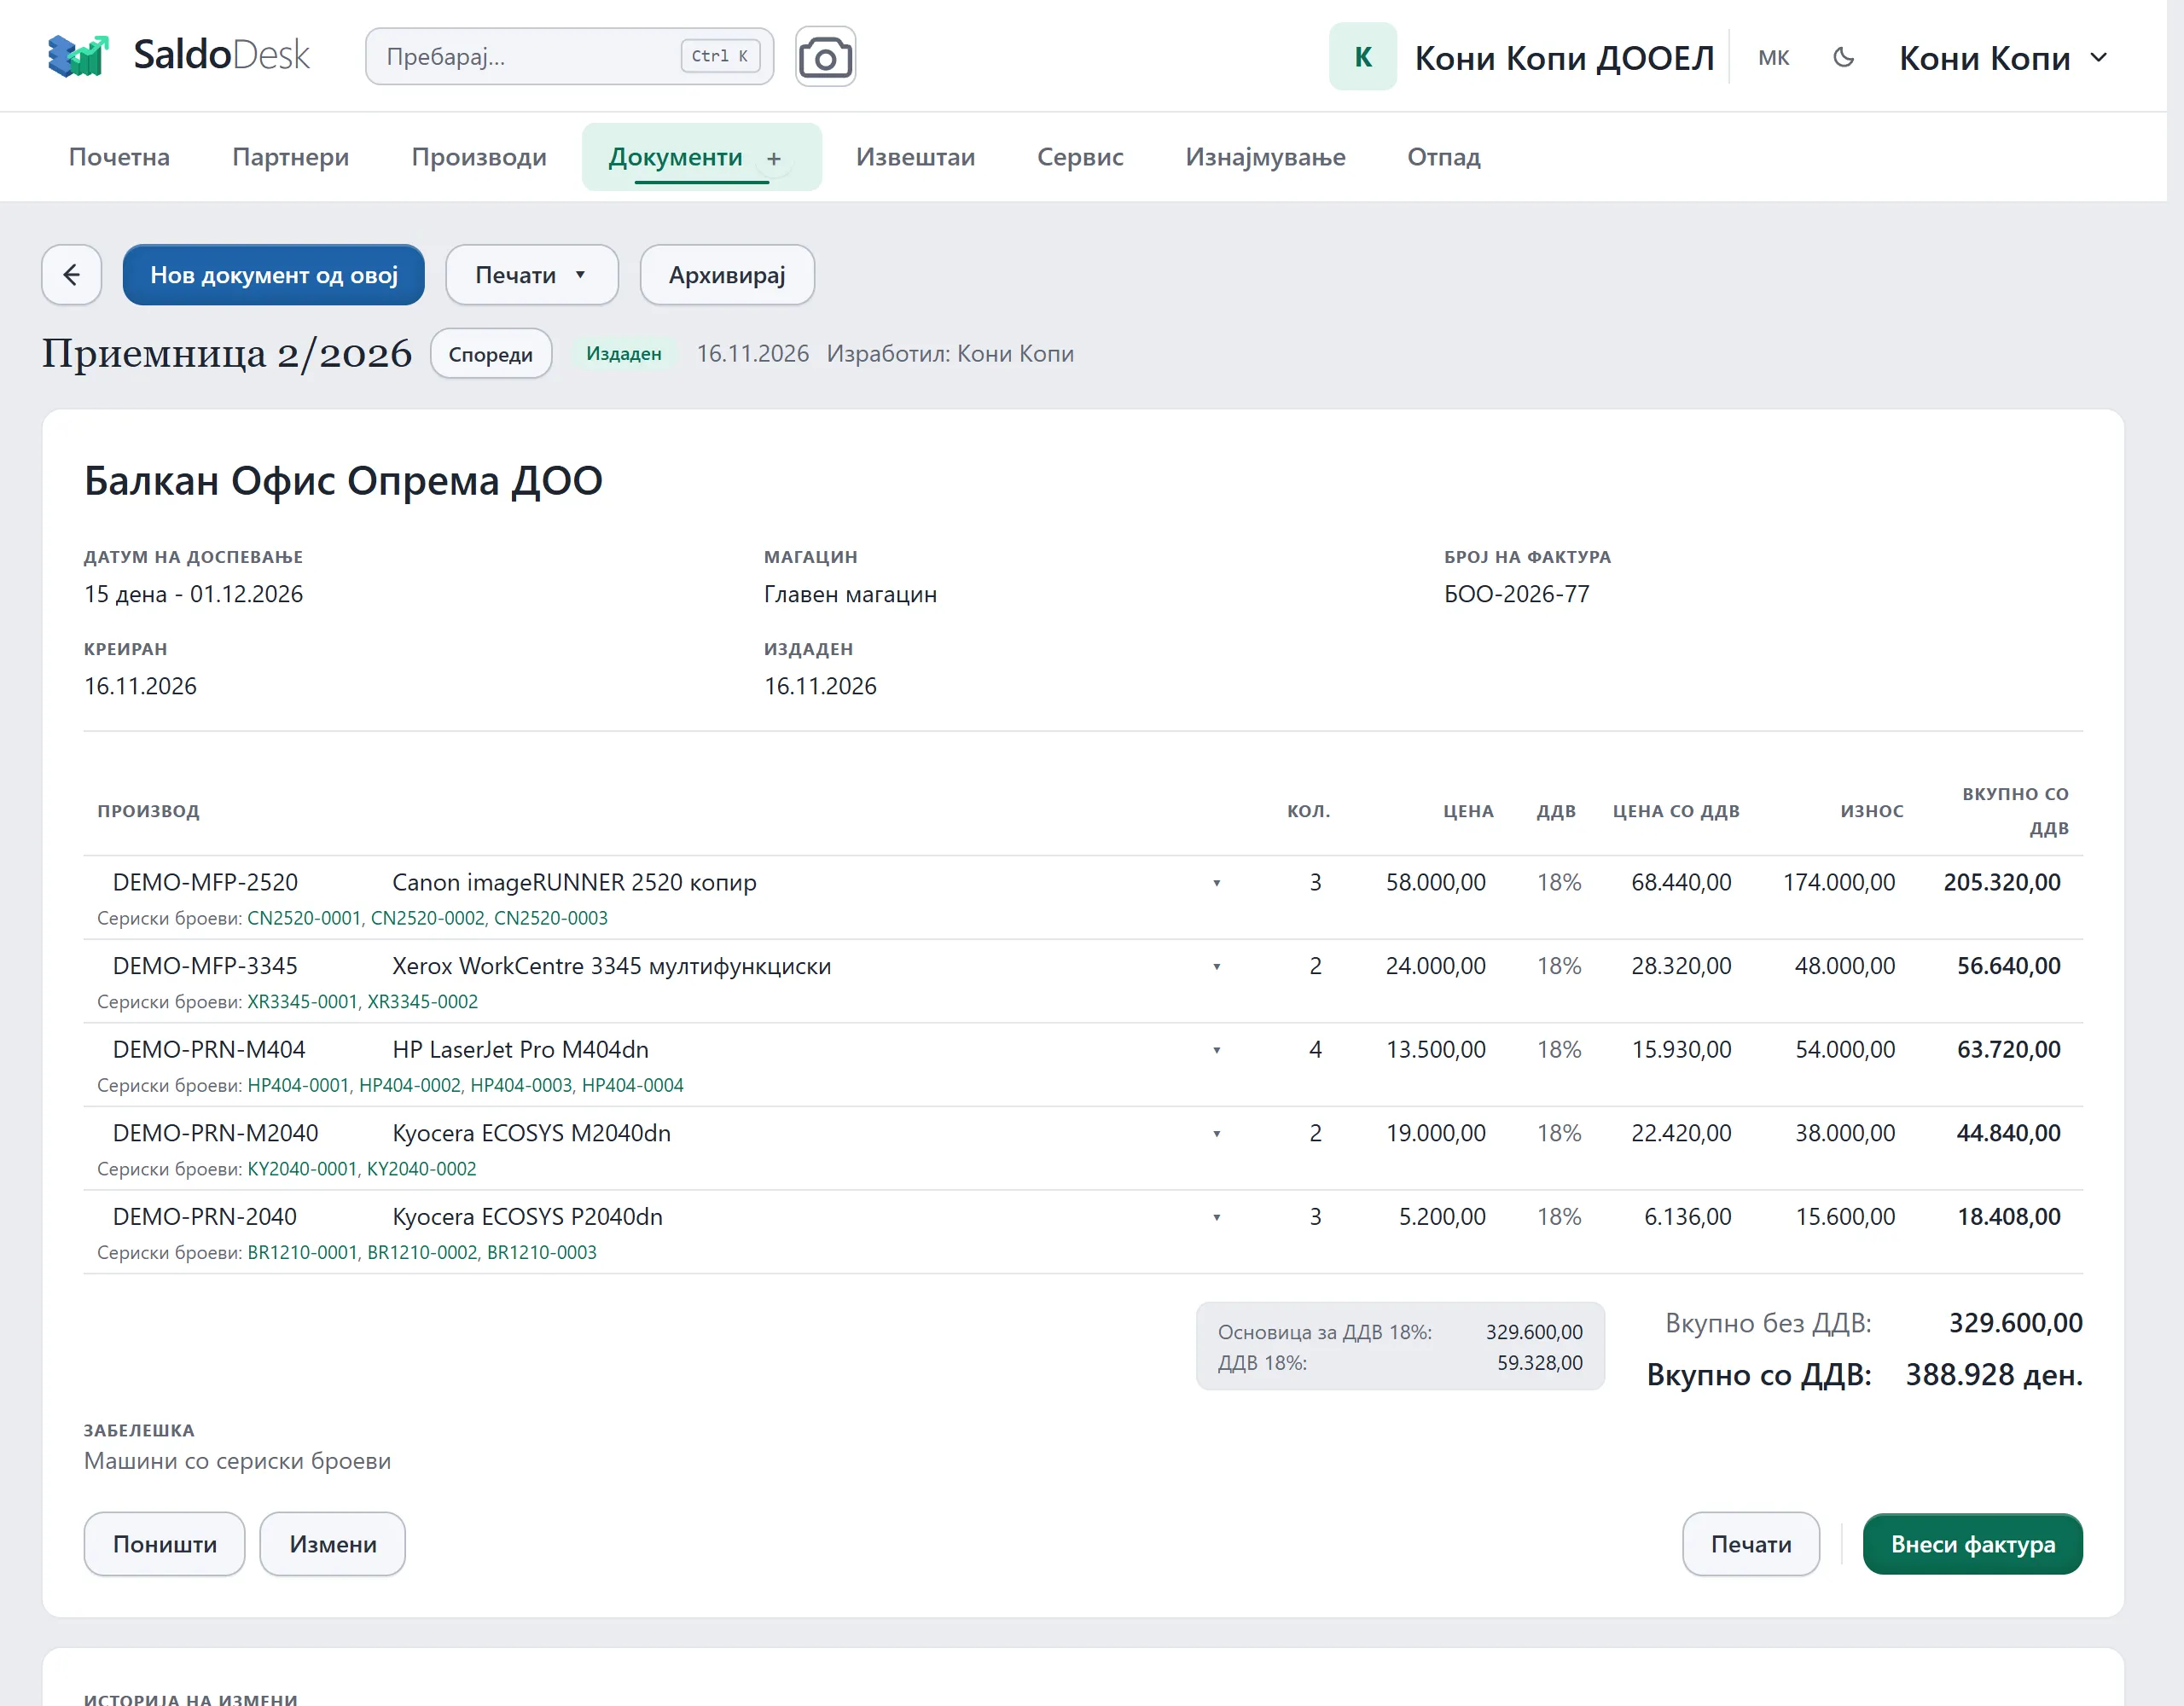 SaldoDesk
Пребарај...
Ctrl K
К
Кони Копи ДООЕЛ
МК
Кони Копи
Почетна
Партнери
Производи
Документи +
Извештаи
Сервис
Изнајмување
Отпад
Нов документ од овој
Печати
Архивирај
Приемница 2/2026
Спореди
Издаден
16.11.2026
Изработил: Кони Копи
Балкан Офис Опрема ДОО
ДАТУМ НА ДОСПЕВАЊЕ
15 дена - 01.12.2026
МАГАЦИН
Главен магацин
БРОЈ НА ФАКТУРА
БОО-2026-77
КРЕИРАН
16.11.2026
ИЗДАДЕН
16.11.2026
ПРОИЗВОД КОЛ. ЦЕНА ДДВ ЦЕНА СО ДДВ ИЗНОС ВКУПНО СО ДДВ
DEMO-MFP-2520 Canon imageRUNNER 2520 копир 3 58.000,00 18% 68.440,00 174.000,00 205.320,00
Сериски броеви: CN2520-0001, CN2520-0002, CN2520-0003
DEMO-MFP-3345 Xerox WorkCentre 3345 мултифункциски 2 24.000,00 18% 28.320,00 48.000,00 56.640,00
Сериски броеви: XR3345-0001, XR3345-0002
DEMO-PRN-M404 HP LaserJet Pro M404dn 4 13.500,00 18% 15.930,00 54.000,00 63.720,00
Сериски броеви: HP404-0001, HP404-0002, HP404-0003, HP404-0004
DEMO-PRN-M2040 Kyocera ECOSYS M2040dn 2 19.000,00 18% 22.420,00 38.000,00 44.840,00
Сериски броеви: KY2040-0001, KY2040-0002
DEMO-PRN-2040 Kyocera ECOSYS P2040dn 3 5.200,00 18% 6.136,00 15.600,00 18.408,00
Сериски броеви: BR1210-0001, BR1210-0002, BR1210-0003
Основица за ДДВ 18%: 329.600,00
ДДВ 18%: 59.328,00
Вкупно без ДДВ: 329.600,00
Вкупно со ДДВ: 388.928 ден.
ЗАБЕЛЕШКА
Машини со сериски броеви
Поништи
Измени
Печати
Внеси фактура
ИСТОРИЈА НА ИЗМЕНИ